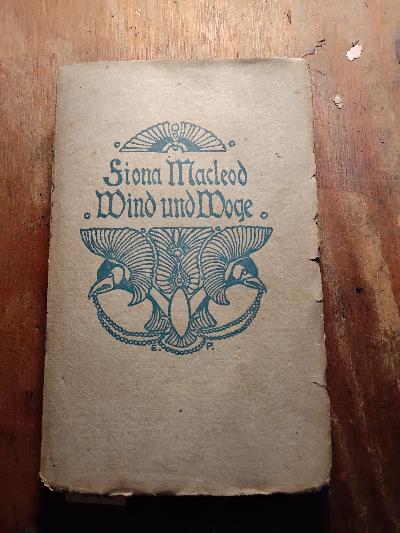 Fiona Macleod
Wind und Woge
E. P.